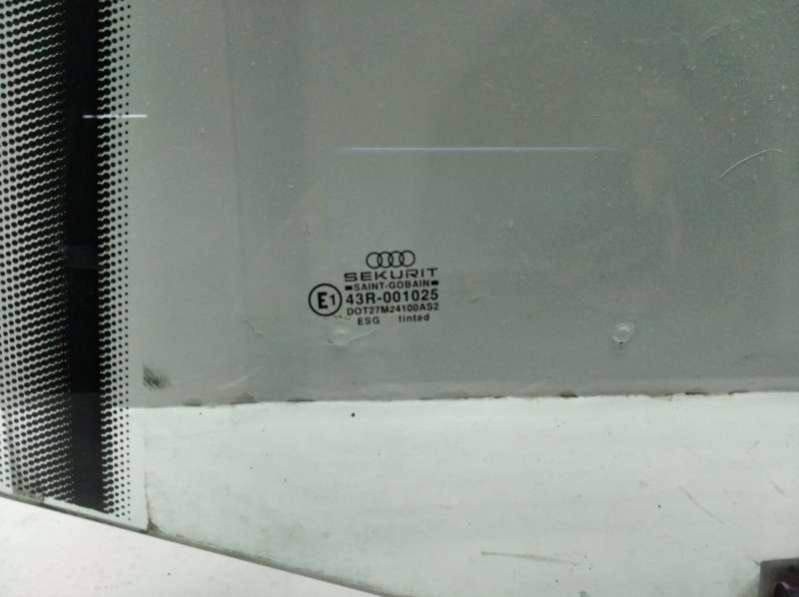 SEKURIT
SAINT-GOBAIN
E1 43R-001025
DOT27M24100AS2
ESG tinted